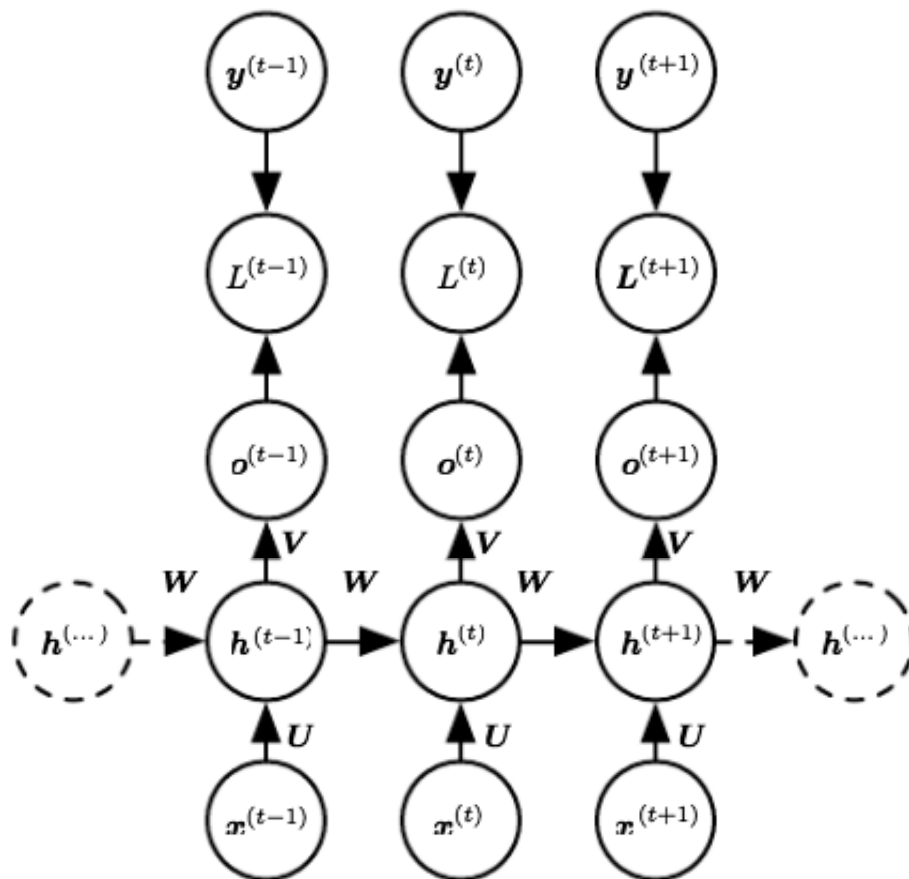 y^(t−1) y^(t) y^(t+1)
L^(t−1) L^(t) L^(t+1)
o^(t−1) o^(t) o^(t+1)
V V V
W W W W
h^(...) h^(t−1) h^(t) h^(t+1) h^(...)
U U U
x^(t−1) x^(t) x^(t+1)